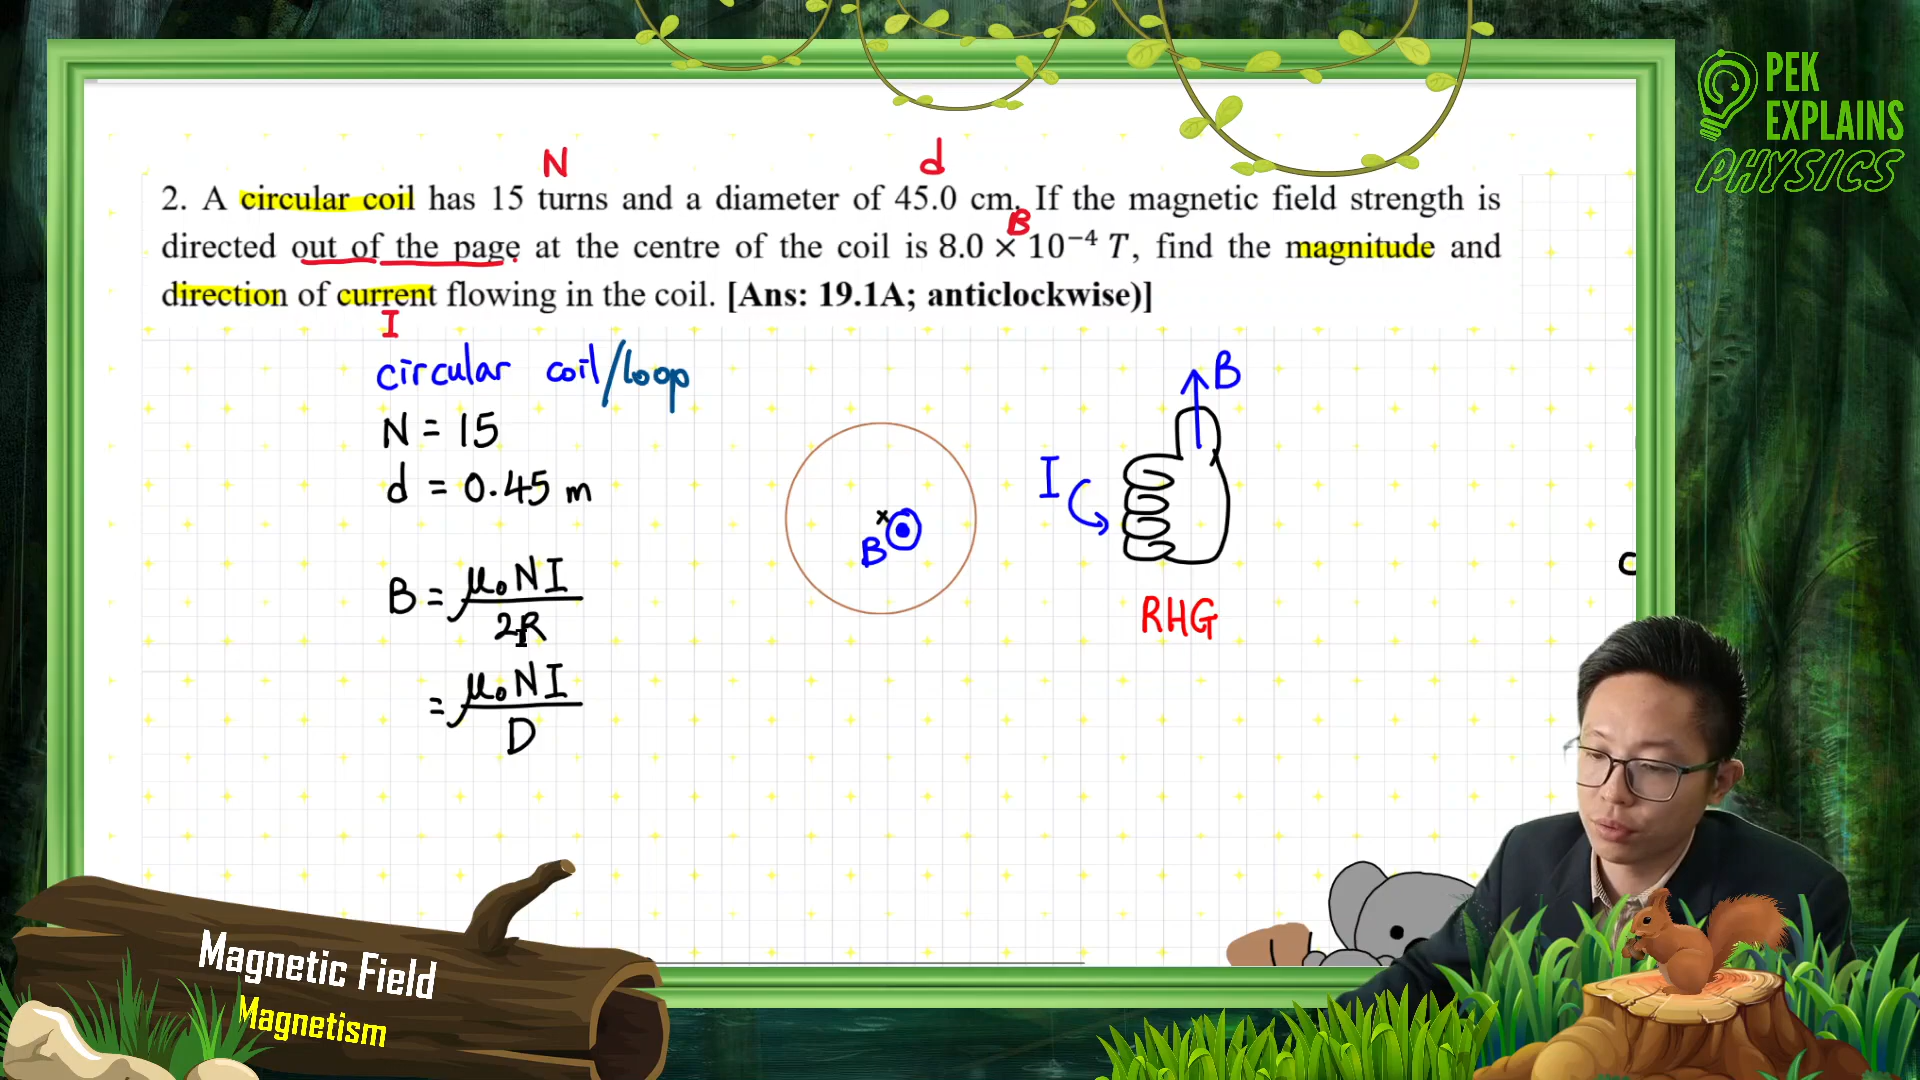 PEK
EXPLAINS
PHYSICS
N
d
2. A circular coil has 15 turns and a diameter of 45.0 cm. If the magnetic field strength is
B
directed out of the page at the centre of the coil is 8.0 × 10⁻⁴ T, find the magnitude and
direction of current flowing in the coil. [Ans: 19.1A; anticlockwise)]
I
circular coil/loop
N = 15
d = 0.45 m
B = μ₀NI / 2R
= μ₀NI / D
x
B
B
I
RHG
Magnetic Field
Magnetism